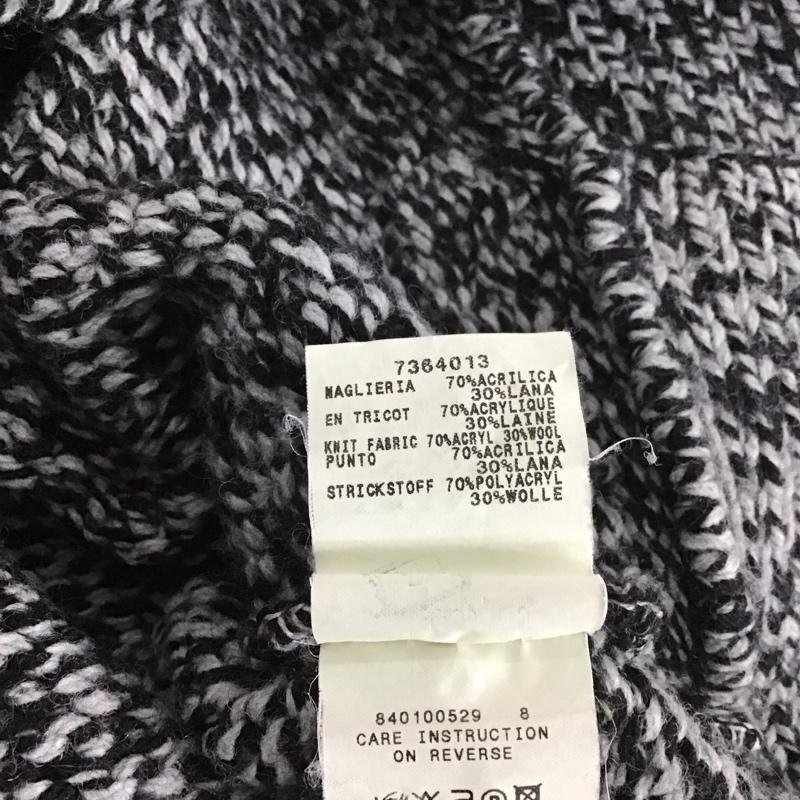 7364013
MAGLIERIA 70%ACRILICA
30%LANA
EN TRICOT 70%ACRYLIQUE
30%LAINE
KNIT FABRIC 70%ACRYL 30%WOOL
PUNTO 70%ACRILICA
30%LANA
STRICKSTOFF 70%POLYACRYL
30%WOLLE
840100529 8
CARE INSTRUCTION
ON REVERSE